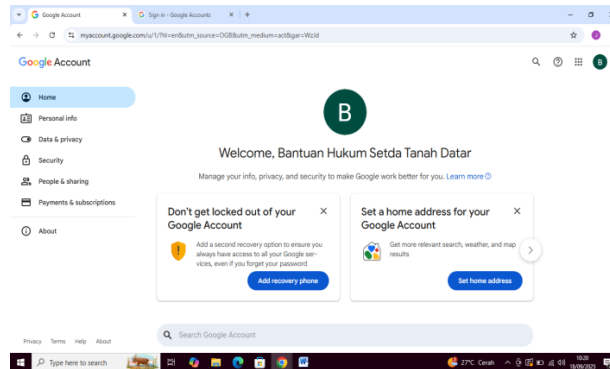 Google Account
Sign in - Google Accounts
myaccount.google.com/u/1/?hl=en&utm_source=OGB&utm_medium=act&gar=WzJd
Google Account
B
Home
Personal info
Data & privacy
Security
People & sharing
Payments & subscriptions
About
B
Welcome, Bantuan Hukum Setda Tanah Datar
Manage your info, privacy, and security to make Google work better for you. Learn more
Don't get locked out of your
Google Account
Add a second recovery option to ensure you
always have access to all your Google ser-
vices, even if you forget your password
Add recovery phone
Set a home address for your
Google Account
Get more relevant search, weather, and map
results
Set home address
Search Google Account
Privacy Terms Help About
Type here to search
27°C Cerah
10:20
18/09/2025